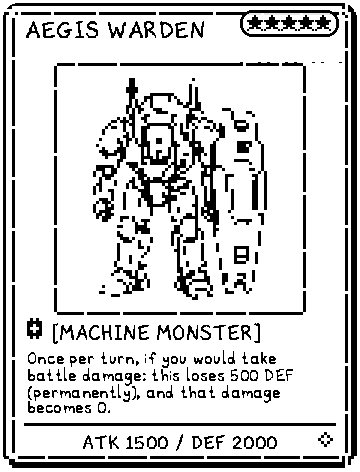 AEGIS WARDEN
[MACHINE MONSTER]
Once per turn, if you would take
battle damage: this loses 500 DEF
(permanently), and that damage
becomes 0.
ATK 1500 / DEF 2000